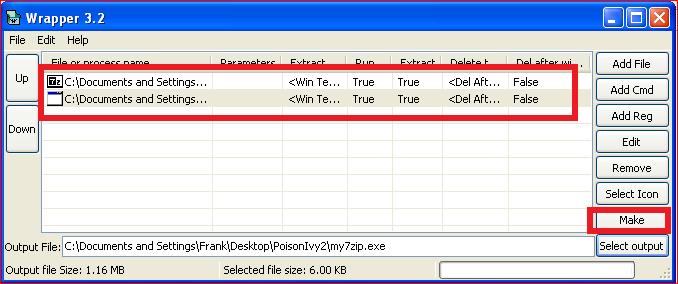 Wrapper 3.2
File Edit Help
Up
Down
File or process name Parameters Extract Run Extract Delete t... Del after wi...
7z C:\Documents and Settings... <Win Te... True True <Del Aft... False
C:\Documents and Settings... <Win Te... True True <Del Aft... False
Add File
Add Cmd
Add Reg
Edit
Remove
Select Icon
Make
Output File: C:\Documents and Settings\Frank\Desktop\PoisonIvy2\my7zip.exe Select output
Output file Size: 1.16 MB Selected file size: 6.00 KB